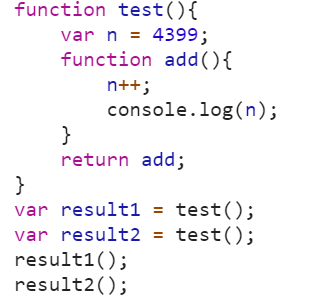 function test(){
    var n = 4399;
    function add(){
        n++;
        console.log(n);
    }
    return add;
}
var result1 = test();
var result2 = test();
result1();
result2();